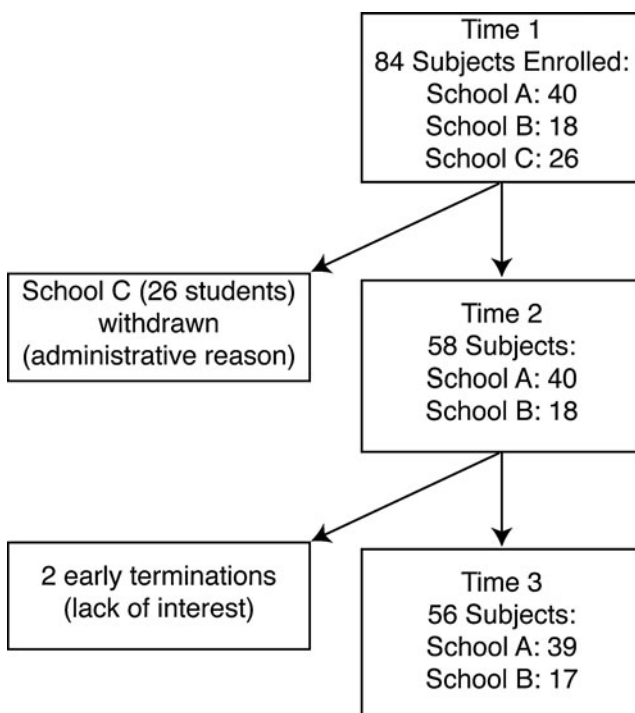 Time 1
84 Subjects Enrolled:
School A: 40
School B: 18
School C: 26
School C (26 students)
withdrawn
(administrative reason)
Time 2
58 Subjects:
School A: 40
School B: 18
2 early terminations
(lack of interest)
Time 3
56 Subjects:
School A: 39
School B: 17